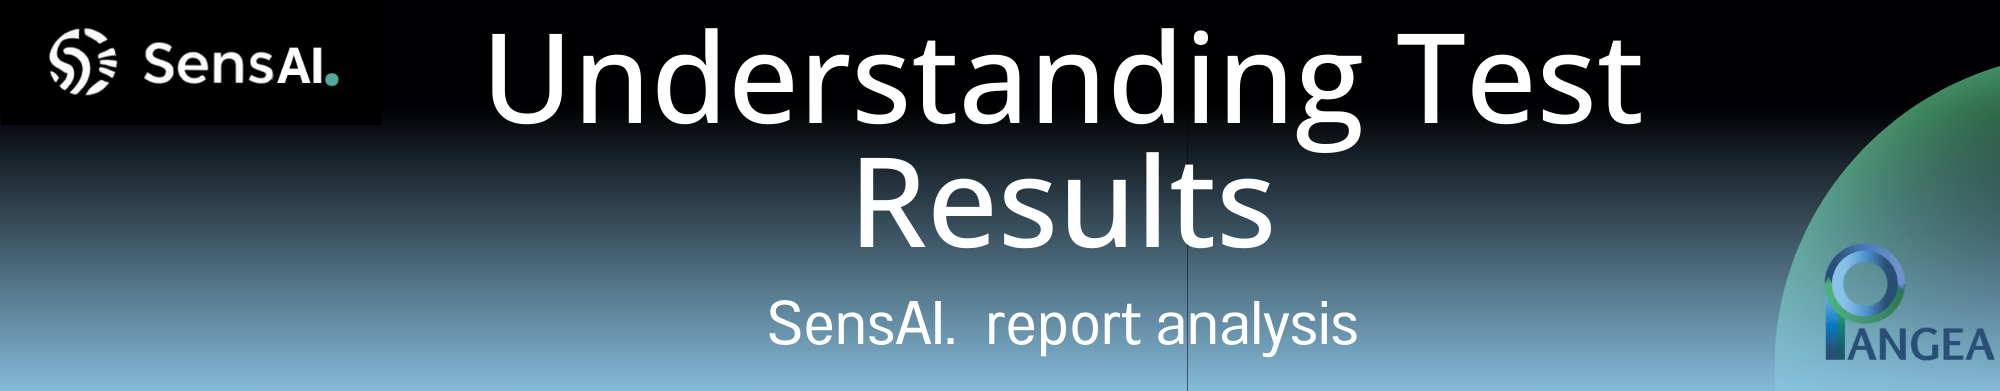 SensAI.
Understanding Test
Results
SensAI. report analysis
PANGEA